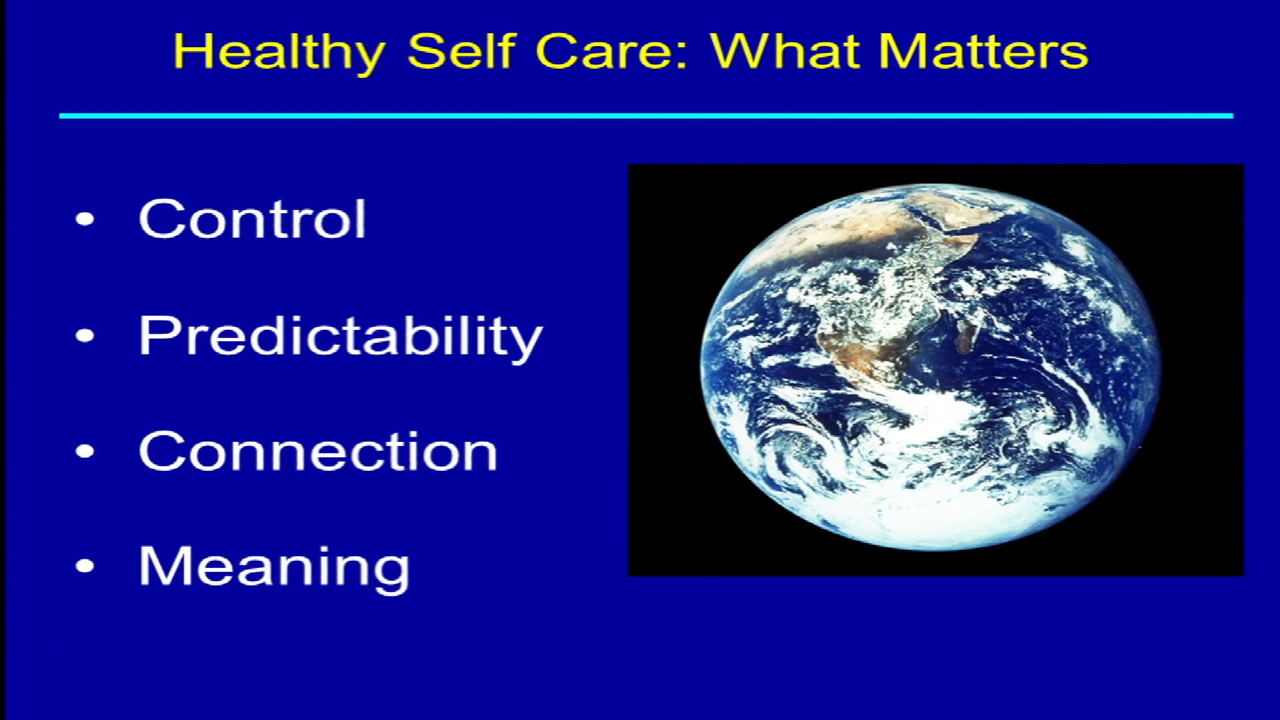 Healthy Self Care: What Matters
• Control
• Predictability
• Connection
• Meaning